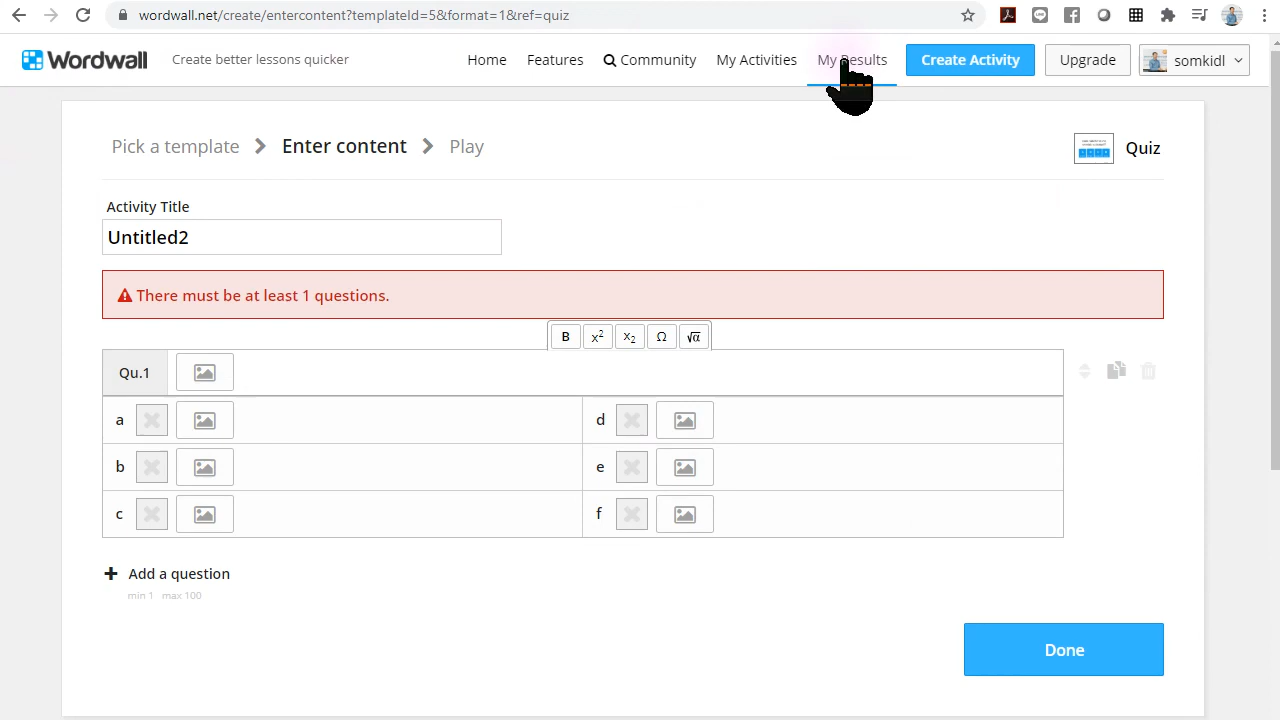 wordwall.net/create/entercontent?templateId=5&format=1&ref=quiz
Wordwall Create better lessons quicker Home Features Community My Activities My Results Create Activity Upgrade somkidl
Pick a template Enter content Play Quiz
Activity Title
Untitled2
There must be at least 1 questions.
B x² x₂ Ω √α
Qu.1
a d
b e
c f
+ Add a question
min 1 max 100
Done